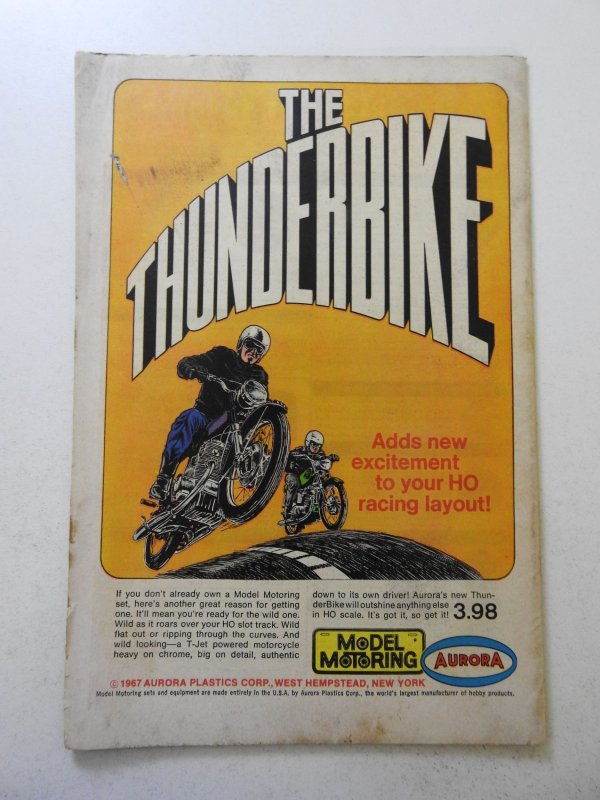 THE
THUNDERBIKE
Adds new
excitement
to your HO
racing layout!
If you don't already own a Model Motoring
set, here's another great reason for getting
one. It'll mean you're ready for the wild one.
Wild as it roars over your HO slot track. Wild
flat out or ripping through the curves. And
wild looking—a T-Jet powered motorcycle
heavy on chrome, big on detail, authentic
down to its own driver! Aurora's new Thun-
derBike will outshine anything else
in HO scale. It's got it, so get it! 3.98
MODEL
MOTORING
AURORA
© 1967 AURORA PLASTICS CORP., WEST HEMPSTEAD, NEW YORK
Model Motoring sets and equipment are made entirely in the U.S.A. by Aurora Plastics Corp., the world's largest manufacturer of hobby products.